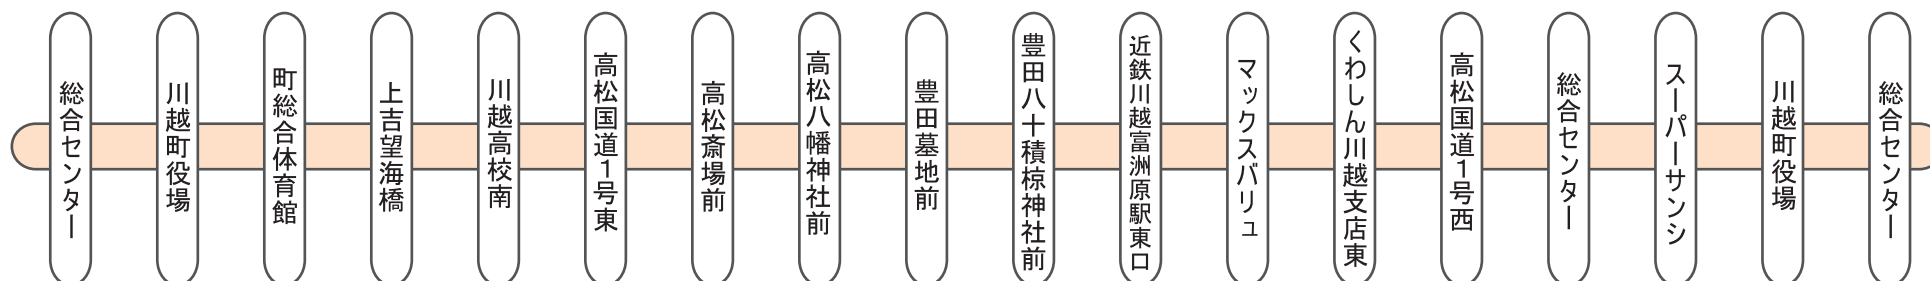 総合センター
川越町役場
町総合体育館
上吉望海橋
川越高校南
高松国道1号東
高松斎場前
高松八幡神社前
豊田墓地前
豊田八十積椋神社前
近鉄川越富洲原駅東口
マックスバリュ
くわしん川越支店東
高松国道1号西
総合センター
スーパーサンシ
川越町役場
総合センター